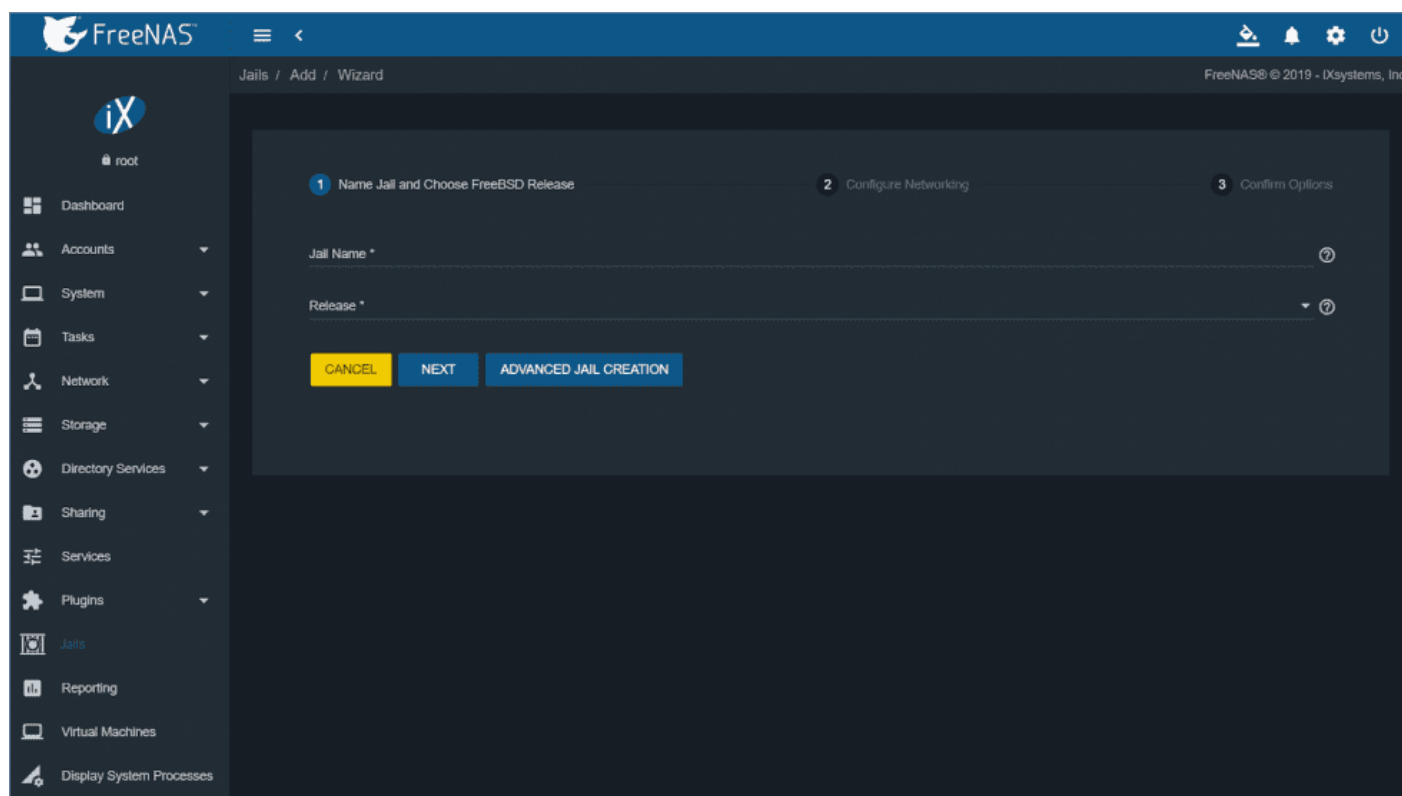 FreeNAS™
Jails / Add / Wizard
FreeNAS® © 2019 - iXsystems, Inc
iX
root
Dashboard
Accounts
System
Tasks
Network
Storage
Directory Services
Sharing
Services
Plugins
Jails
Reporting
Virtual Machines
Display System Processes
1 Name Jail and Choose FreeBSD Release
2 Configure Networking
3 Confirm Options
Jail Name *
Release *
CANCEL
NEXT
ADVANCED JAIL CREATION